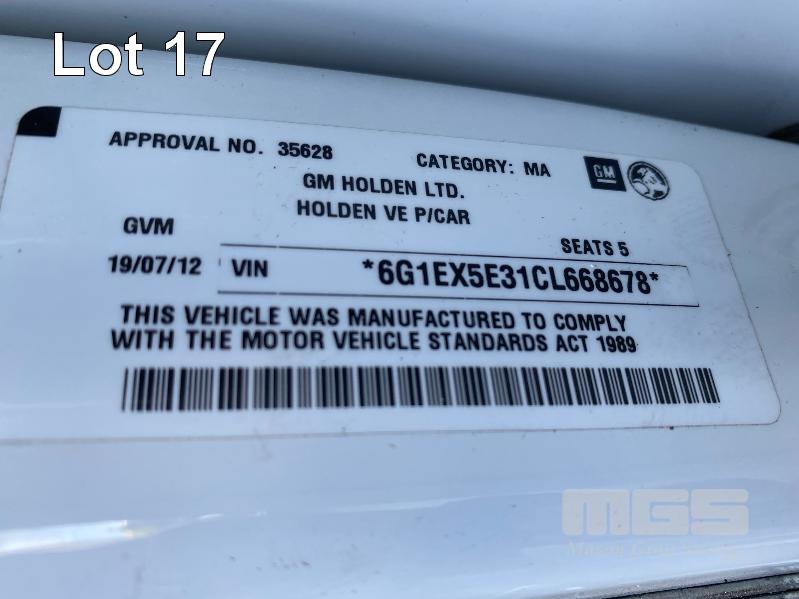 Lot 17
APPROVAL NO. 35628 CATEGORY: MA GM
GM HOLDEN LTD.
HOLDEN VE P/CAR
GVM SEATS 5
19/07/12 VIN *6G1EX5E31CL668678*
THIS VEHICLE WAS MANUFACTURED TO COMPLY
WITH THE MOTOR VEHICLE STANDARDS ACT 1989
MGS